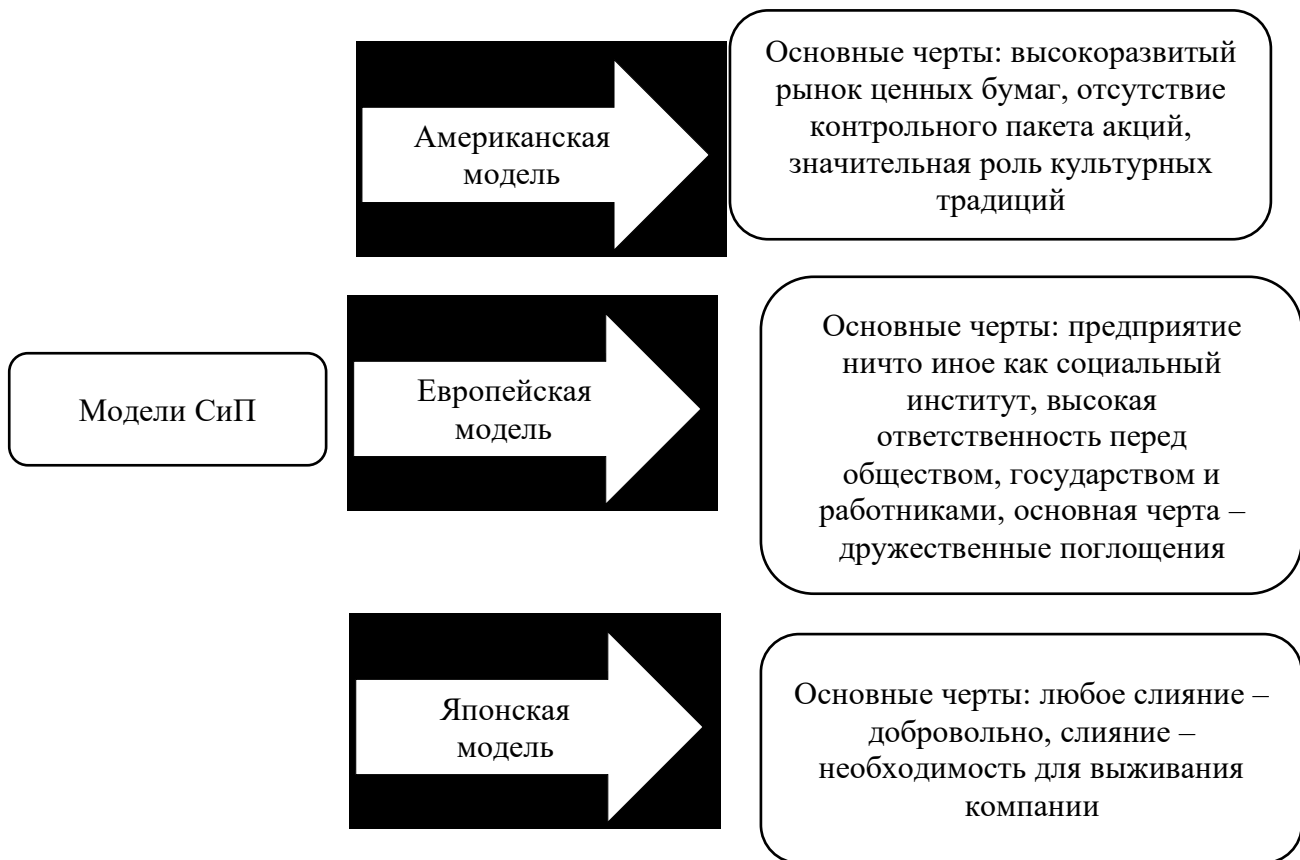 Основные черты: высокоразвитый
рынок ценных бумаг, отсутствие
контрольного пакета акций,
значительная роль культурных
традиций
Американская
модель
Модели СиП
Европейская
модель
Основные черты: предприятие
ничто иное как социальный
институт, высокая
ответственность перед
обществом, государством и
работниками, основная черта –
дружественные поглощения
Японская
модель
Основные черты: любое слияние –
добровольно, слияние –
необходимость для выживания
компании